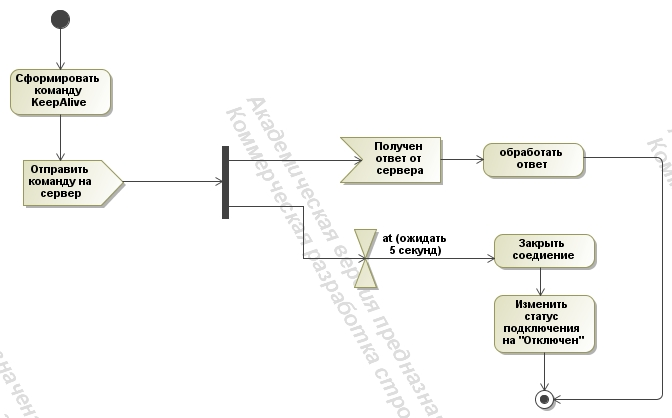 Сформировать
команду
KeepAlive
Отправить
команду на
сервер
Получен
ответ от
сервера
обработать
ответ
at (ожидать
5 секунд)
Закрыть
соедиение
Изменить
статус
подключения
на "Отключен"
Академическая версия предназна
Коммерческая разработка стро
значен